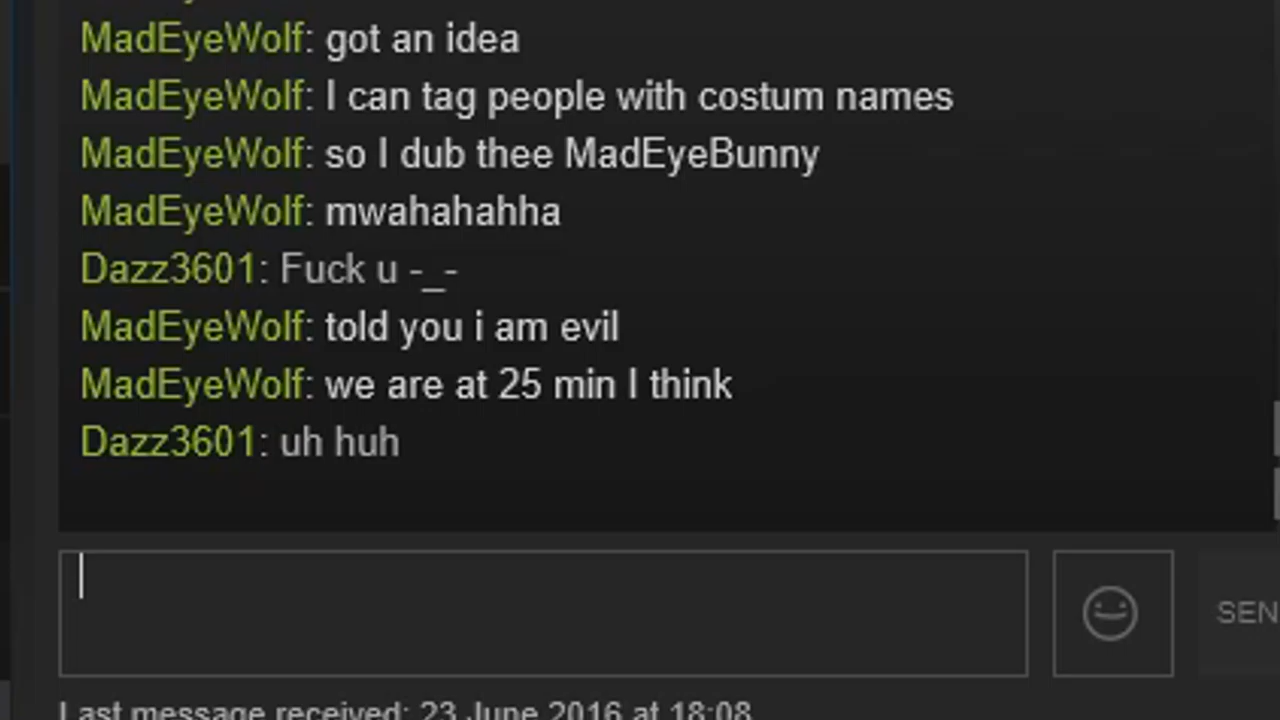 MadEyeWolf: got an idea
MadEyeWolf: I can tag people with costum names
MadEyeWolf: so I dub thee MadEyeBunny
MadEyeWolf: mwahahahha
Dazz3601: Fuck u -_-
MadEyeWolf: told you i am evil
MadEyeWolf: we are at 25 min I think
Dazz3601: uh huh
SEN
Last message received: 23 June 2016 at 18:08